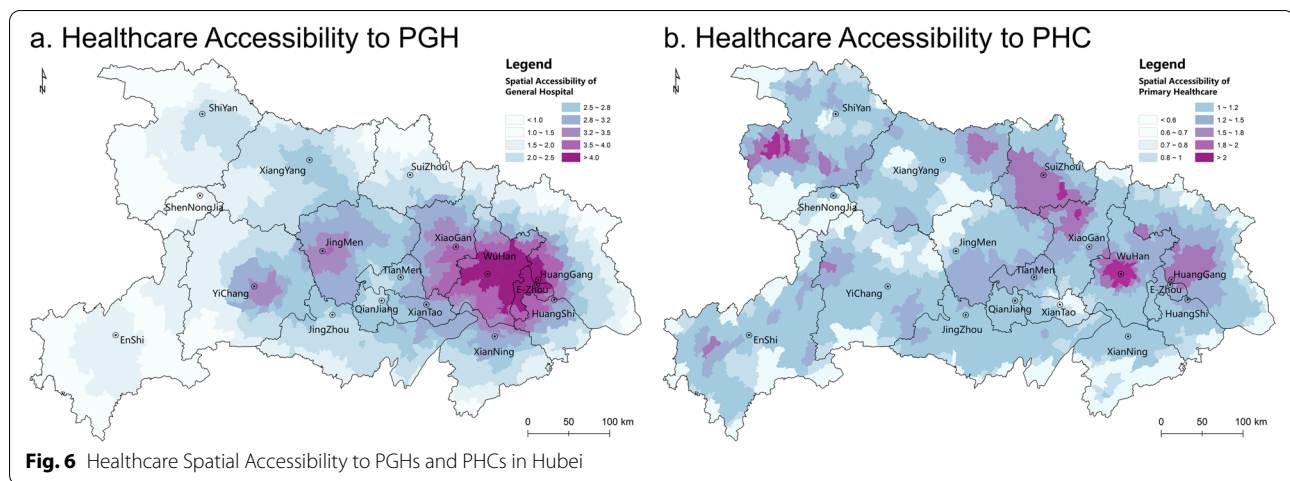 a. Healthcare Accessibility to PGH
N
Legend
Spatial Accessibility of
General Hospital
< 1.0
1.0 ~ 1.5
1.5 ~ 2.0
2.0 ~ 2.5
2.5 ~ 2.8
2.8 ~ 3.2
3.2 ~ 3.5
3.5 ~ 4.0
> 4.0
ShiYan
XiangYang
SuiZhou
ShenNongJia
JingMen
XiaoGan
WuHan
HuangGang
TianMen
E-Zhou
YiChang
QianJiang
XianTao
HuangShi
JingZhou
EnShi
XianNing
0 50 100 km
b. Healthcare Accessibility to PHC
N
Legend
Spatial Accessibility of
Primary Healthcare
< 0.6
0.6 ~ 0.7
0.7 ~ 0.8
0.8 ~ 1
1 ~ 1.2
1.2 ~ 1.5
1.5 ~ 1.8
1.8 ~ 2
> 2
ShiYan
XiangYang
SuiZhou
ShenNongJia
JingMen
XiaoGan
WuHan
HuangGang
TianMen
E-Zhou
YiChang
QianJiang
XianTao
HuangShi
JingZhou
EnShi
XianNing
0 50 100 km
Fig. 6 Healthcare Spatial Accessibility to PGHs and PHCs in Hubei